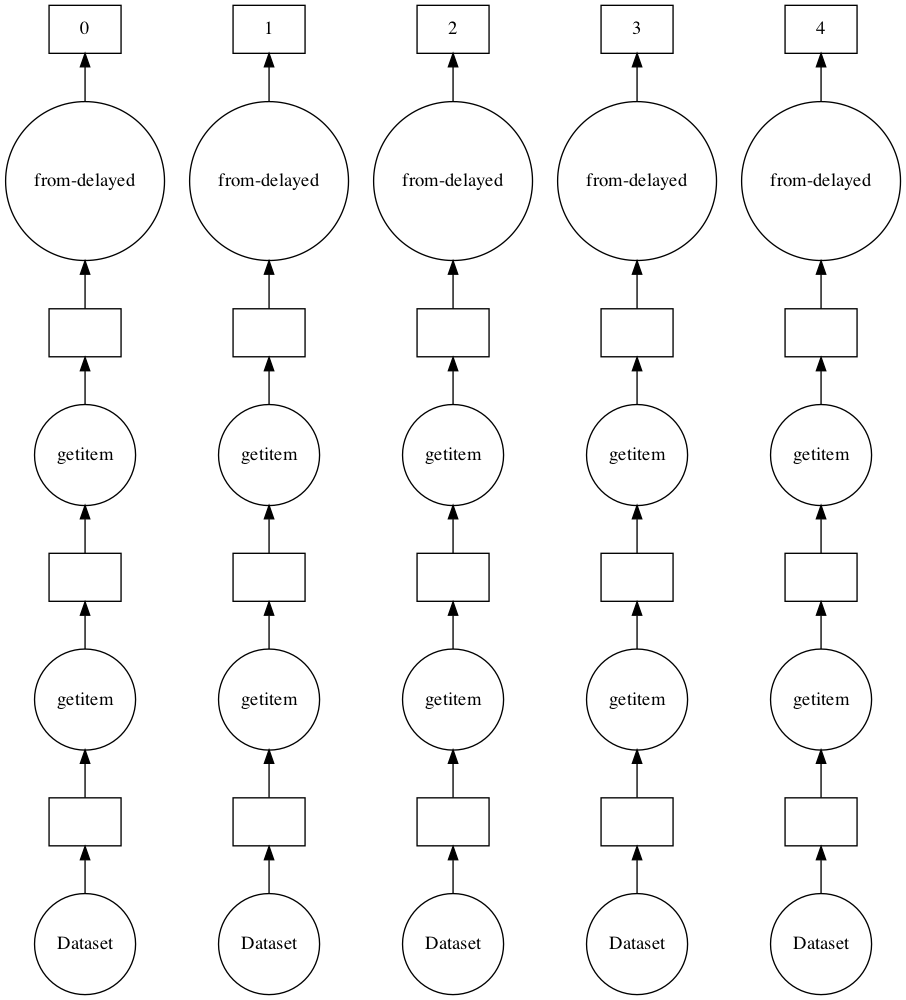 0 1 2 3 4
from-delayed from-delayed from-delayed from-delayed from-delayed
getitem getitem getitem getitem getitem
getitem getitem getitem getitem getitem
Dataset Dataset Dataset Dataset Dataset